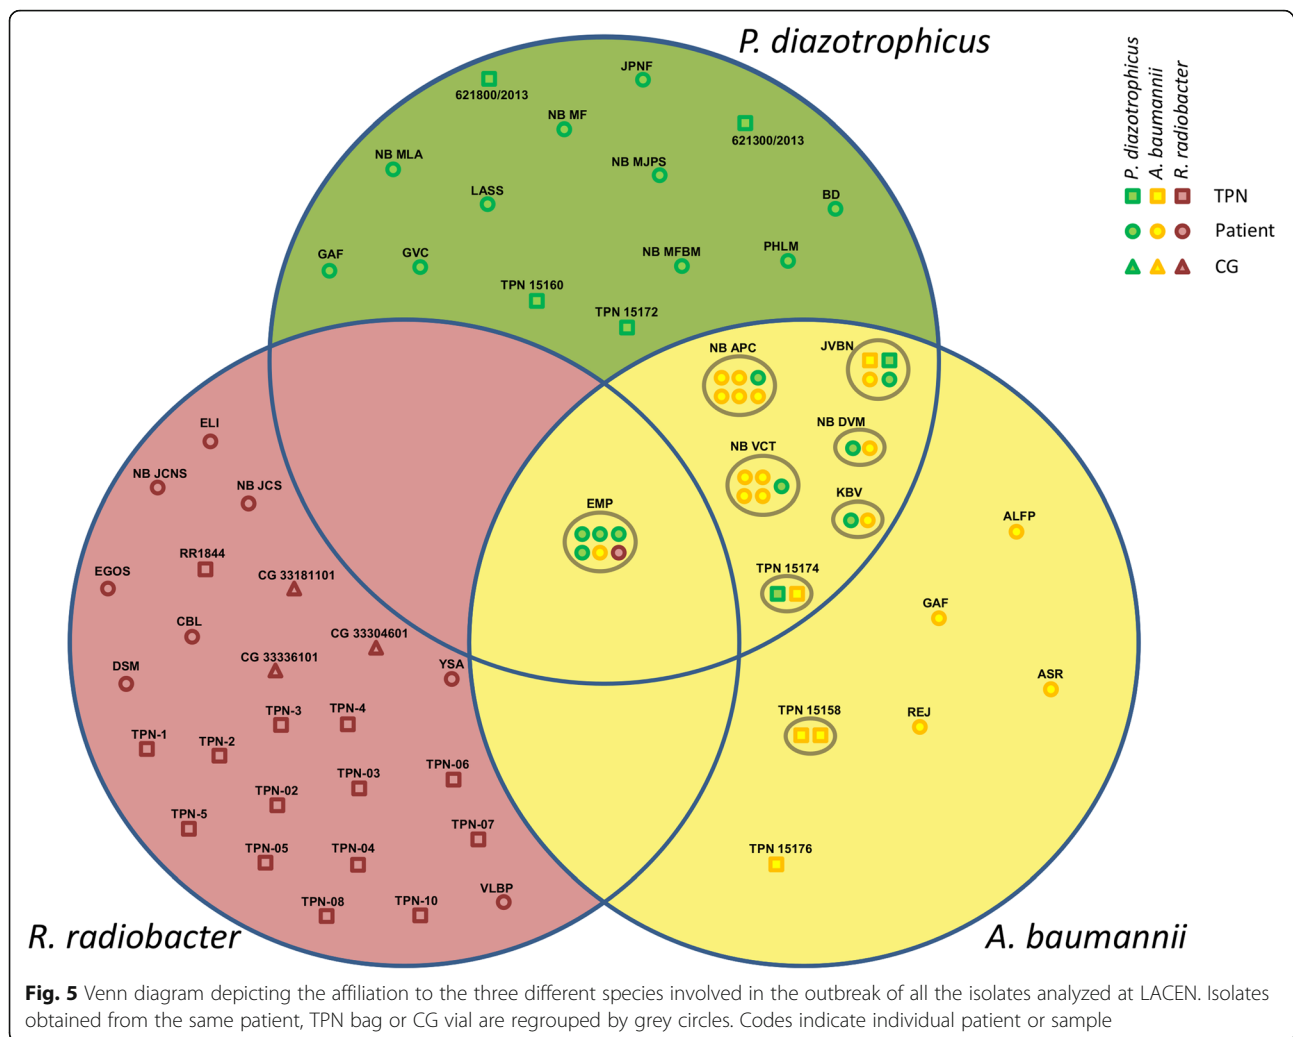 P. diazotrophicus
P. diazotrophicus
A. baumannii
R. radiobacter
TPN
Patient
CG
JPNF
621800/2013
NB MF
621300/2013
NB MLA
NB MJPS
LASS
BD
GAF
GVC
NB MFBM
PHLM
TPN 15160
TPN 15172
NB APC
JVBN
NB DVM
NB VCT
KBV
EMP
TPN 15174
ALFP
GAF
ASR
REJ
TPN 15158
TPN 15176
ELI
NB JCNS
NB JCS
RR1844
EGOS
CG 33181101
CBL
CG 33304601
DSM
CG 33336101
YSA
TPN-3
TPN-4
TPN-1
TPN-2
TPN-03
TPN-06
TPN-02
TPN-5
TPN-07
TPN-05
TPN-04
TPN-08
TPN-10
VLBP
R. radiobacter
A. baumannii
Fig. 5 Venn diagram depicting the affiliation to the three different species involved in the outbreak of all the isolates analyzed at LACEN. Isolates
obtained from the same patient, TPN bag or CG vial are regrouped by grey circles. Codes indicate individual patient or sample